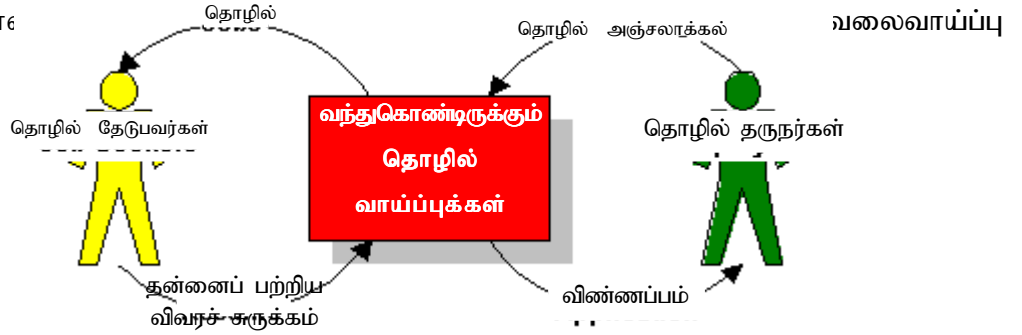 தொழில்
வலைவாய்ப்பு
தொழில் அஞ்சலாக்கல்
வந்துகொண்டிருக்கும்
தொழில் தேடுபவர்கள்
தொழில் தருநர்கள்
தொழில்
வாய்ப்புக்கள்
தன்னைப் பற்றிய
விண்ணப்பம்
விவரச் சுருக்கம்